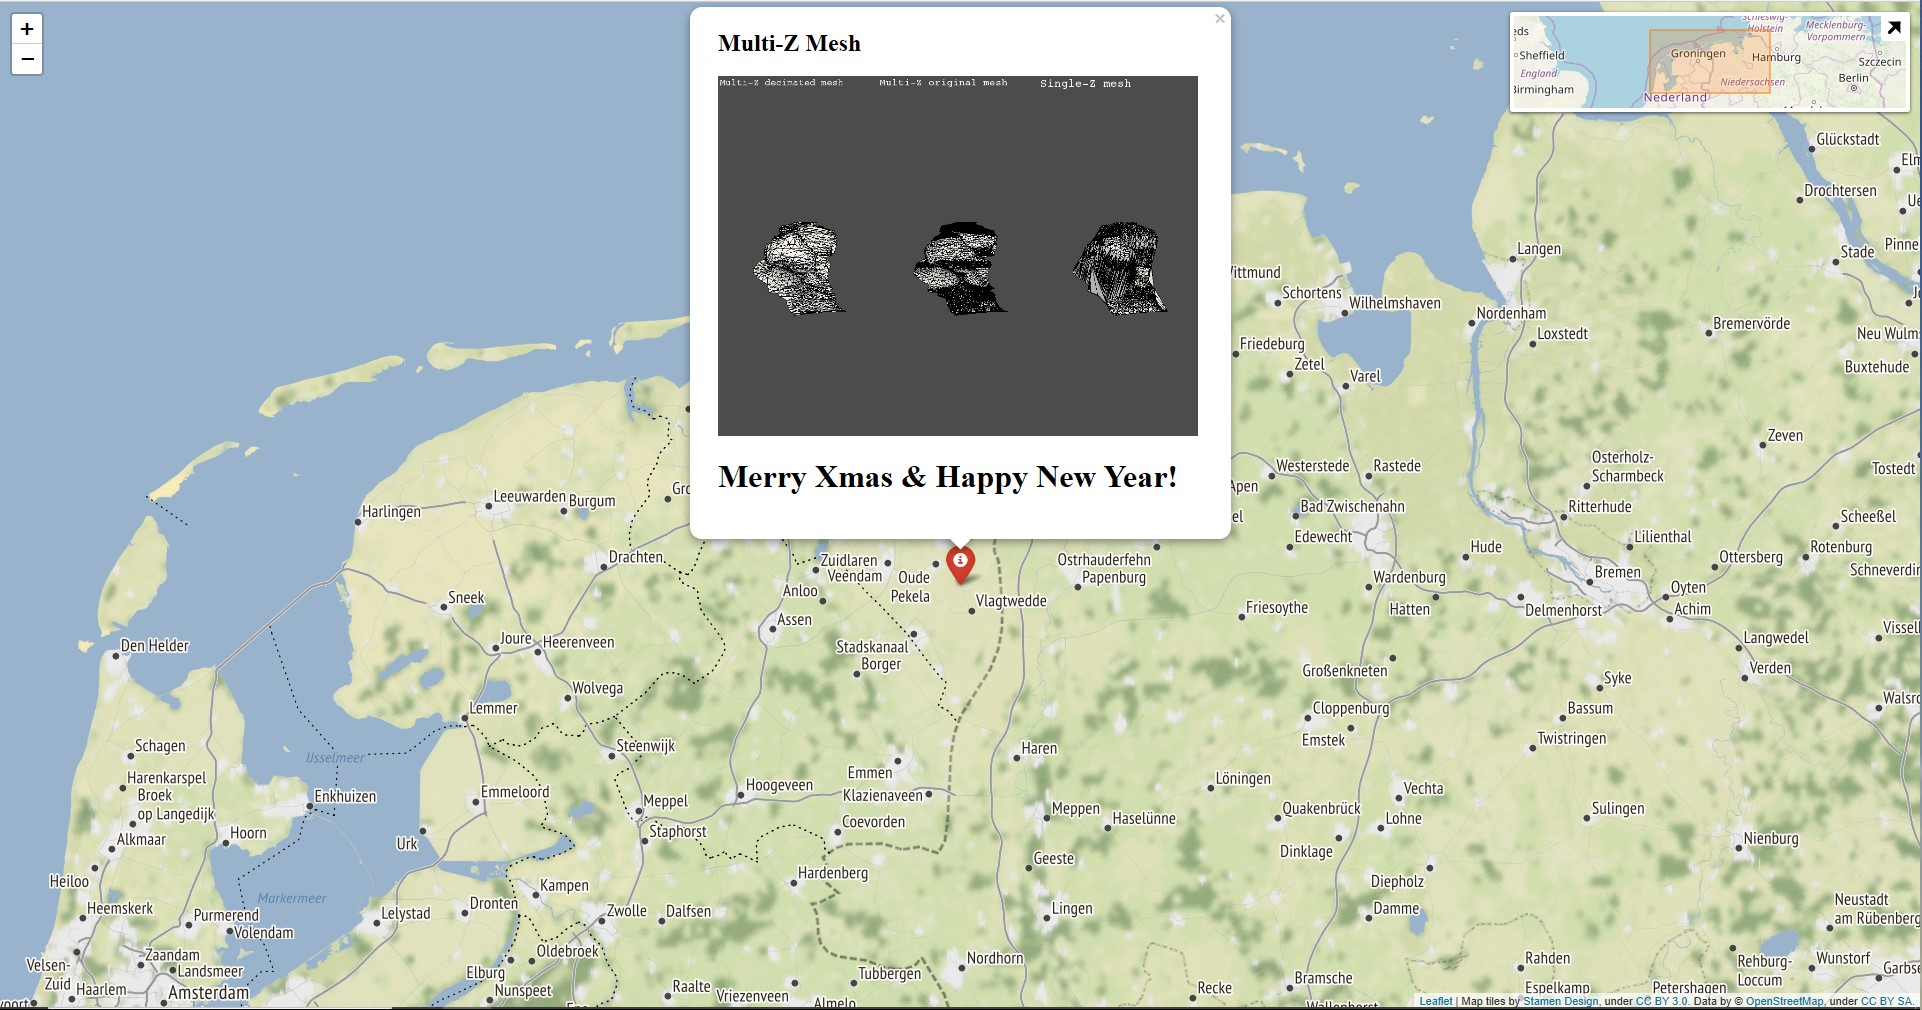 +
−
×
Multi-Z Mesh
Multi-Z decimated mesh
Multi-Z original mesh
Single-Z mesh
Merry Xmas & Happy New Year!
Schleswig-
Holstein
Mecklenburg-
Vorpommern
eds
Sheffield
England
Birmingham
Groningen
Hamburg
Niedersachsen
Nederland
Szczecin
Berlin
Glückstadt
Elm
Drochtersen
Ue
Stade
Pinne
Langen
Vittmund
Schortens
Wilhelmshaven
Nordenham
Loxstedt
Bremervörde
Neu Wulms
Buxtehude
Friedeburg
Zetel
Varel
Zeven
Tostedt
Osterholz-
Scharmbeck
Westerstede
Rastede
Apen
Bad Zwischenahn
el
Edewecht
Ritterhude
Scheeßel
Lilienthal
Ottersberg
Rotenburg
Schneverdin
Hude
Bremen
Oyten
Achim
Wardenburg
Hatten
Delmenhorst
Langwedel
Verden
Vissel
Walsro
Ostrhauderfehn
Papenburg
Friesoythe
Großenkneten
Cloppenburg
Emstek
Syke
Bassum
Twistringen
Harlingen
Leeuwarden
Burgum
Gro
Drachten
Zuidlaren
Veendam
Oude
Pekela
Anloo
Vlagtwedde
Assen
Stadskanaal
Borger
Sneek
Joure
Heerenveen
Den Helder
Wolvega
Lemmer
Steenwijk
IJsselmeer
Schagen
Harenkarspel
Broek
op Langedijk
Enkhuizen
Emmeloord
Alkmaar
Hoorn
Urk
Meppel
Hoogeveen
Staphorst
Emmen
Klazienaveen
Coevorden
Haren
Meppen
Haselünne
Löningen
Quakenbrück
Vechta
Lohne
Dinklage
Sulingen
Nienburg
Heiloo
Heemskerk
Markermeer
Purmerend
Volendam
Lelystad
Dronten
Kampen
Zwolle
Dalfsen
Hardenberg
Geeste
Lingen
Diepholz
Damme
Neustadt
am Rübenberg
Velsen-
Zuid
Zaandam
Landsmeer
Haarlem
Amsterdam
voort
Oldebroek
Elburg
Nunspeet
Raalte
Vriezenveen
Tubbergen
Almelo
Nordhorn
Recke
Bramsche
Wallenhorst
Rahden
Espelkamp
Petershagen
Rehburg-
Loccum
Wunstorf
Garbse
Leaflet | Map tiles by Stamen Design, under CC BY 3.0. Data by © OpenStreetMap, under CC BY SA.